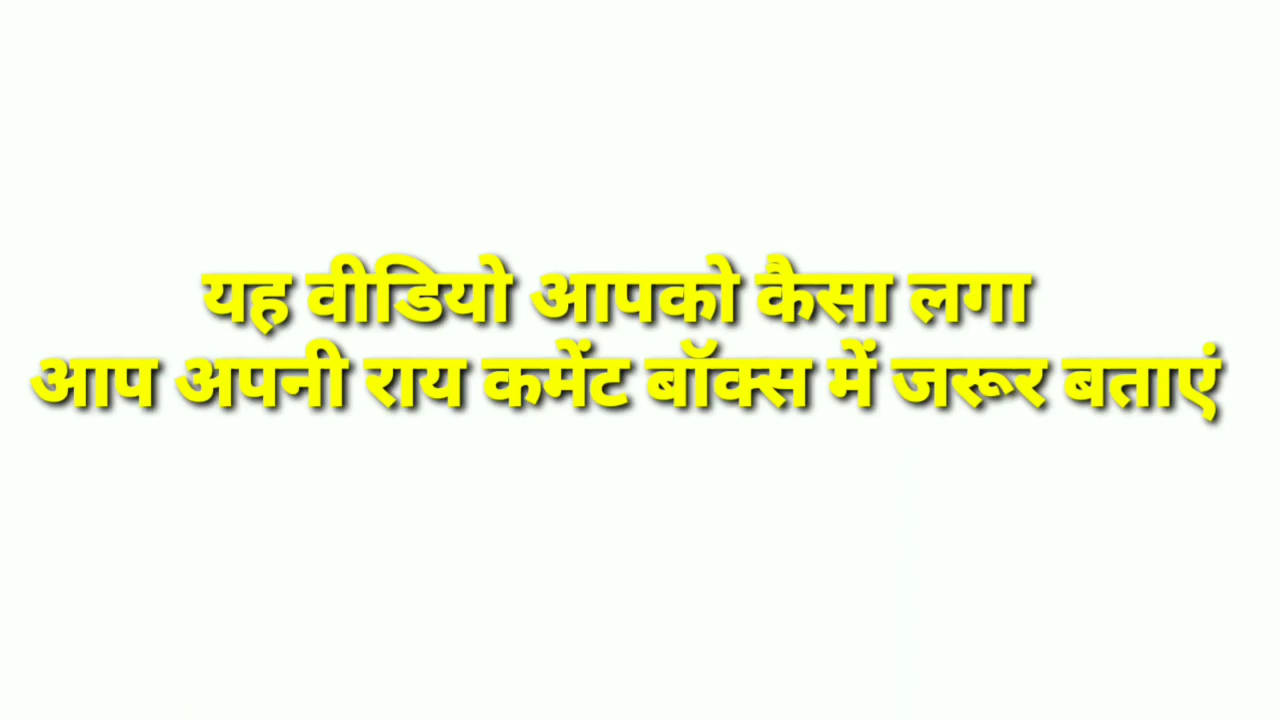 यह वीडियो आपको कैसा लगा
आप अपनी राय कमेंट बॉक्स में जरूर बताएं